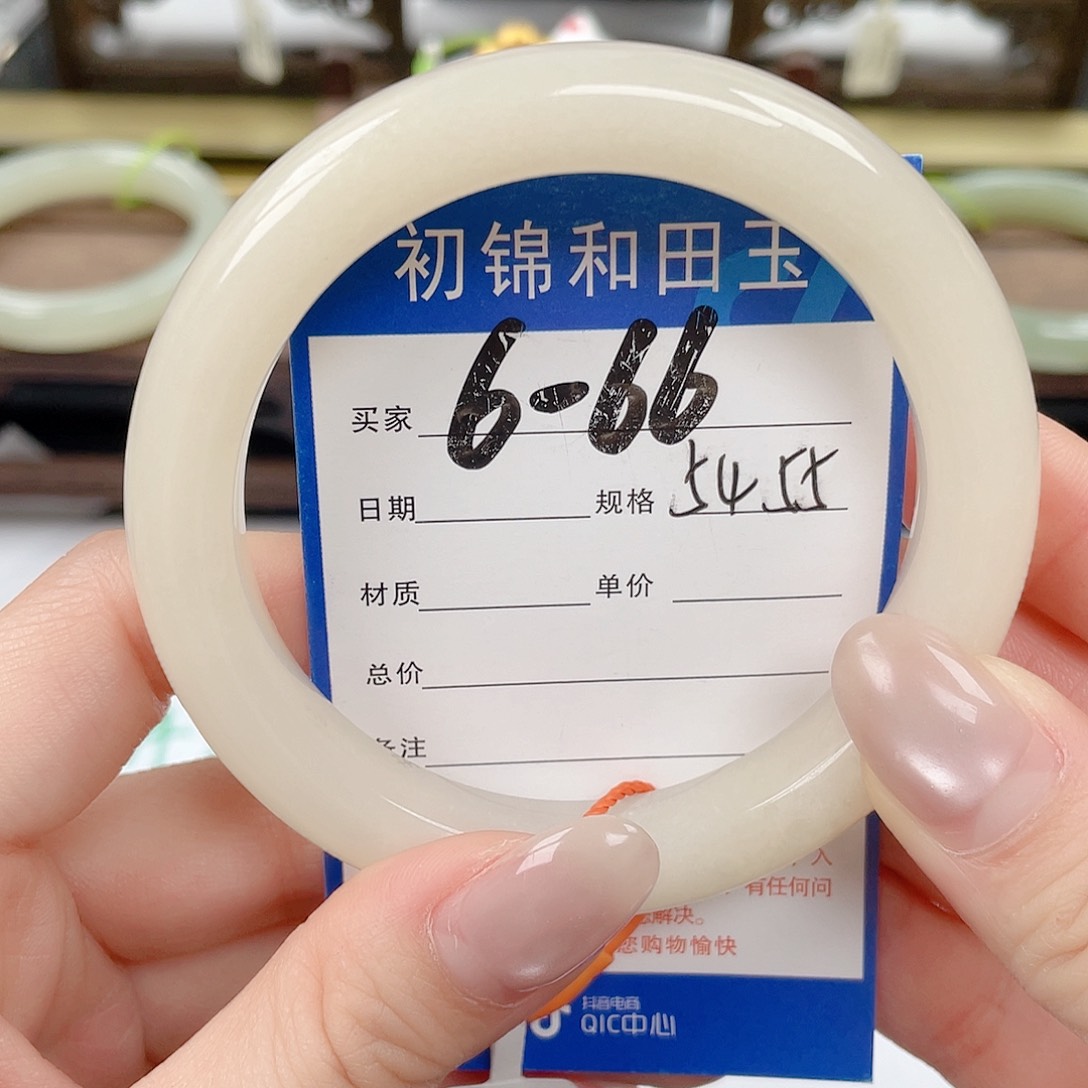 初锦和田玉
买家 6-66
日期 规格 54 55
材质 单价
总价
备注
入
有任何问
解决。
您购物愉快
抖音电商
QIC中心